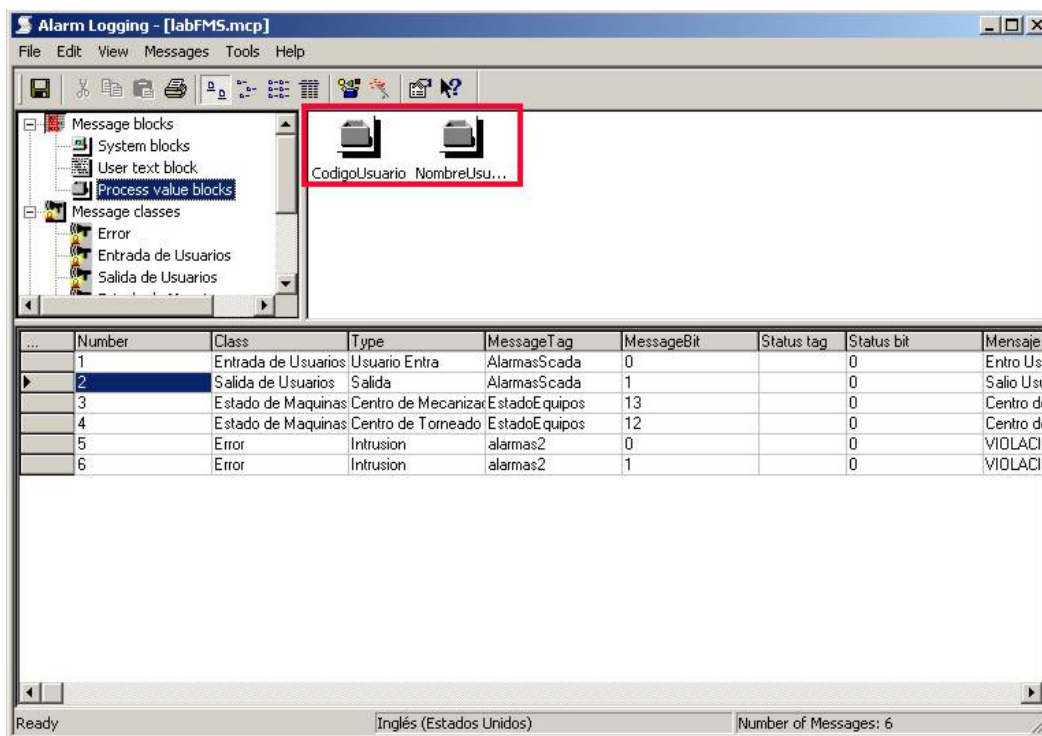 Alarm Logging - [labFMS.mcp]
File Edit View Messages Tools Help
Message blocks
System blocks
User text block
Process value blocks
Message classes
Error
Entrada de Usuarios
Salida de Usuarios
CodigoUsuario NombreUsu...
... Number Class Type MessageTag MessageBit Status tag Status bit Mensaje
1 Entrada de Usuarios Usuario Entra AlarmasScada 0 0 Entro Us
2 Salida de Usuarios Salida AlarmasScada 1 0 Salio Usu
3 Estado de Maquinas Centro de Mecaniza EstadoEquipos 13 0 Centro d
4 Estado de Maquinas Centro de Torneado EstadoEquipos 12 0 Centro d
5 Error Intrusion alarmas2 0 0 VIOLACI
6 Error Intrusion alarmas2 1 0 VIOLACI
Ready Inglés (Estados Unidos) Number of Messages: 6